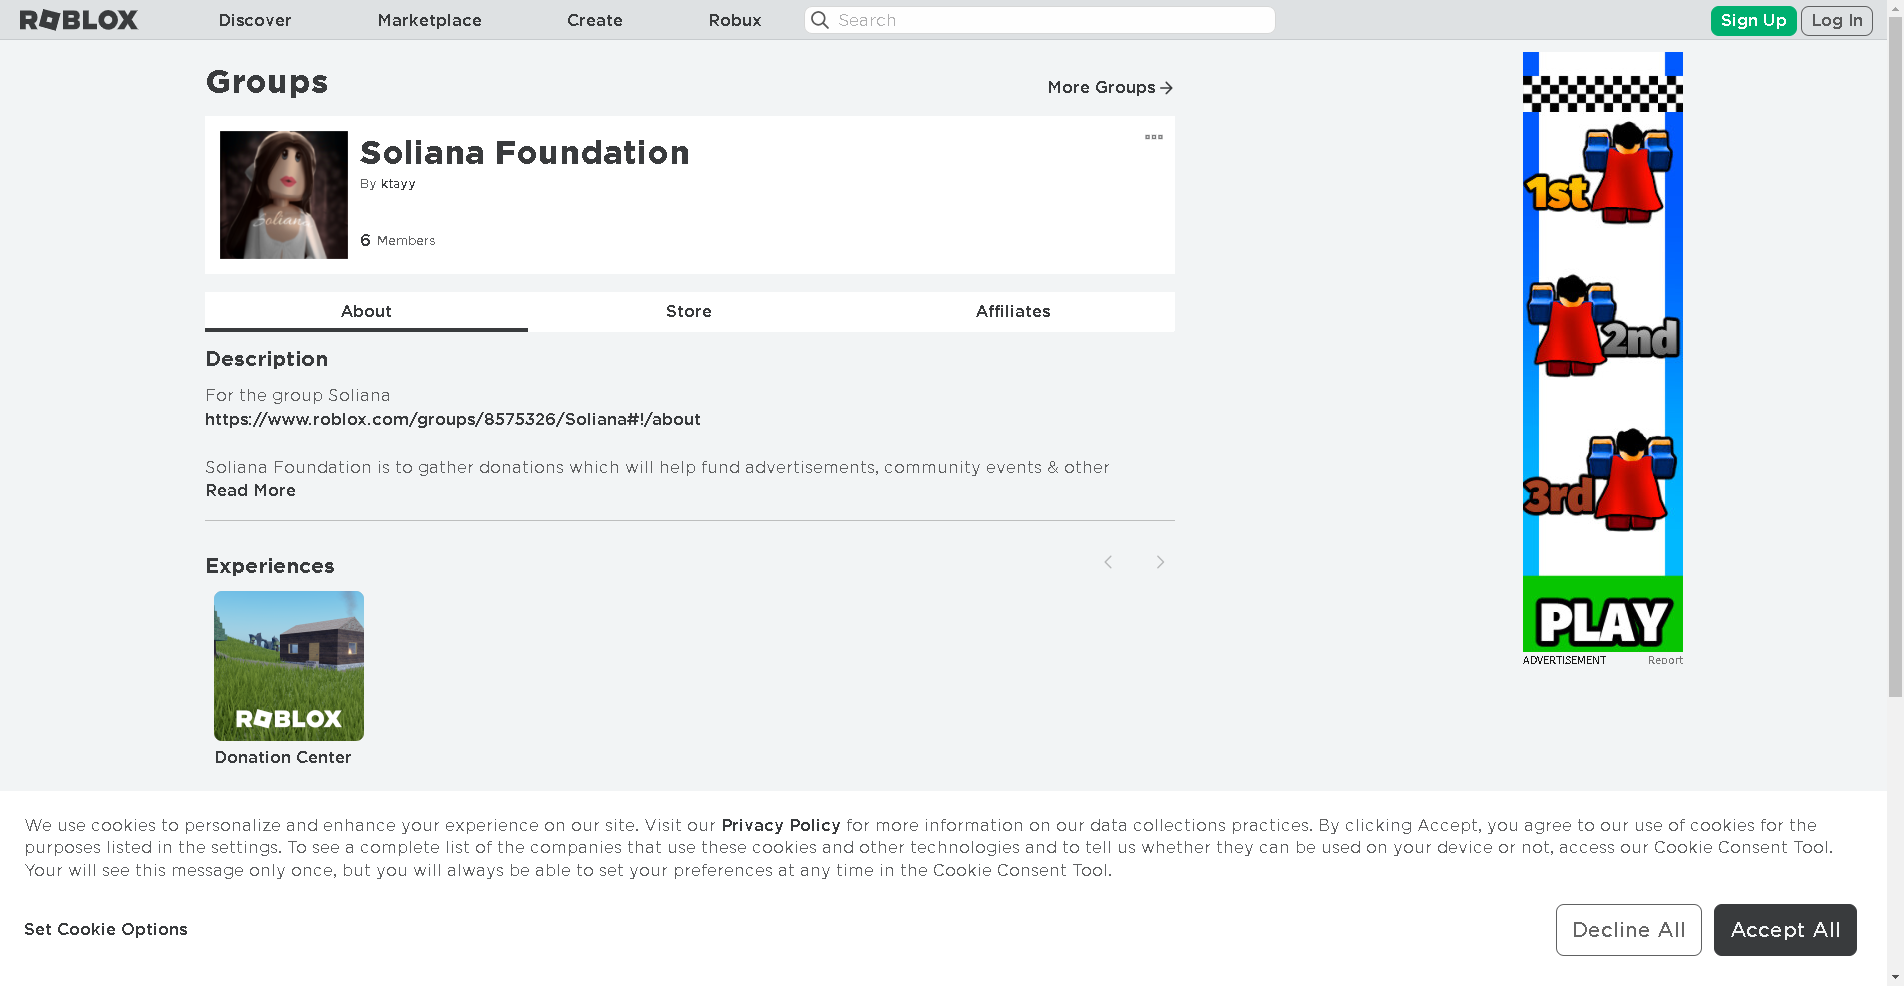 ROBLOX
Discover
Marketplace
Create
Robux
Search
Sign Up
Log In
Groups
More Groups
Soliana Foundation
By ktayy
6 Members
Soliana
About
Store
Affiliates
Description
For the group Soliana
https://www.roblox.com/groups/8575326/Soliana#!/about
Soliana Foundation is to gather donations which will help fund advertisements, community events & other
Read More
Experiences
ROBLOX
Donation Center
1st
2nd
3rd
PLAY
ADVERTISEMENT
Report
We use cookies to personalize and enhance your experience on our site. Visit our Privacy Policy for more information on our data collections practices. By clicking Accept, you agree to our use of cookies for the
purposes listed in the settings. To see a complete list of the companies that use these cookies and other technologies and to tell us whether they can be used on your device or not, access our Cookie Consent Tool.
Your will see this message only once, but you will always be able to set your preferences at any time in the Cookie Consent Tool.
Set Cookie Options
Decline All
Accept All